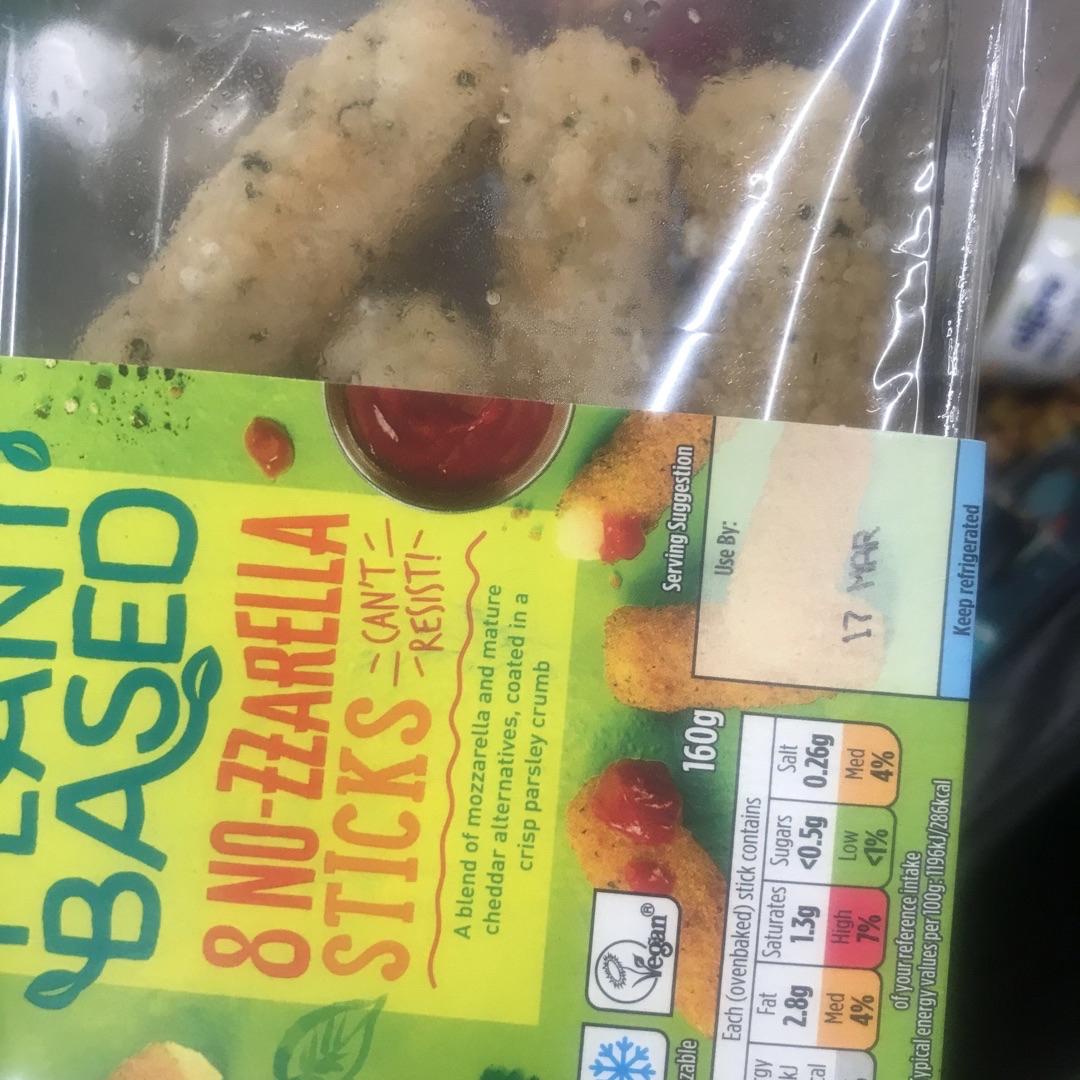 PLANT
BASED
8 NO-ZZARELLA
STICKS
CAN'T
RESIST!
A blend of mozzarella and mature
cheddar alternatives, coated in a
crisp parsley crumb
Serving Suggestion
Use By:
17 MAR
Keep refrigerated
160g
Vegan®
Each (ovenbaked) stick contains
Fat Saturates Sugars Salt
2.8g 1.3g <0.5g 0.26g
Med High Low Med
4% 7% <1% 4%
of your reference intake
ypical energy values per 100g: 1196kJ/286kcal